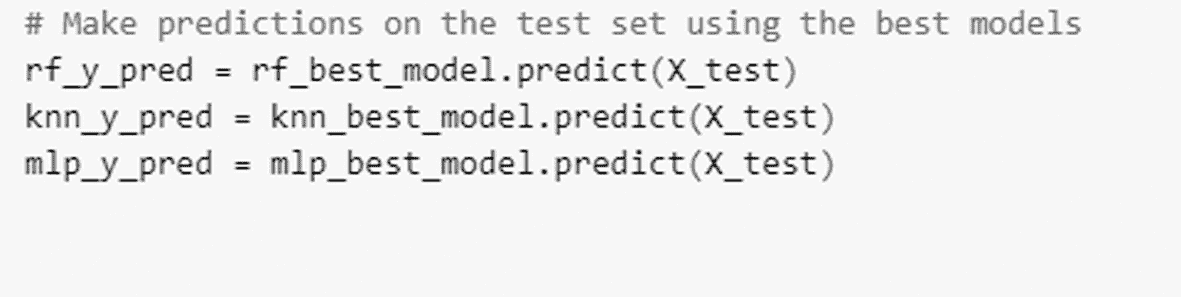 # Make predictions on the test set using the best models
rf_y_pred = rf_best_model.predict(X_test)
knn_y_pred = knn_best_model.predict(X_test)
mlp_y_pred = mlp_best_model.predict(X_test)